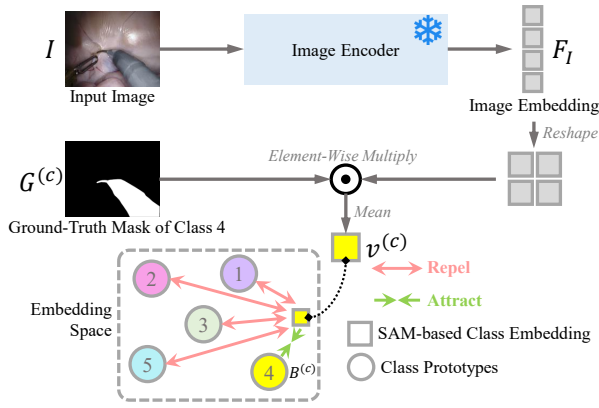 I
Input Image
Image Encoder
F_I
Image Embedding
Reshape
G^(c)
Element-Wise Multiply
Ground-Truth Mask of Class 4
Mean
v^(c)
Repel
Attract
SAM-based Class Embedding
Class Prototypes
Embedding
Space
1
2
3
4
5
B^(c)